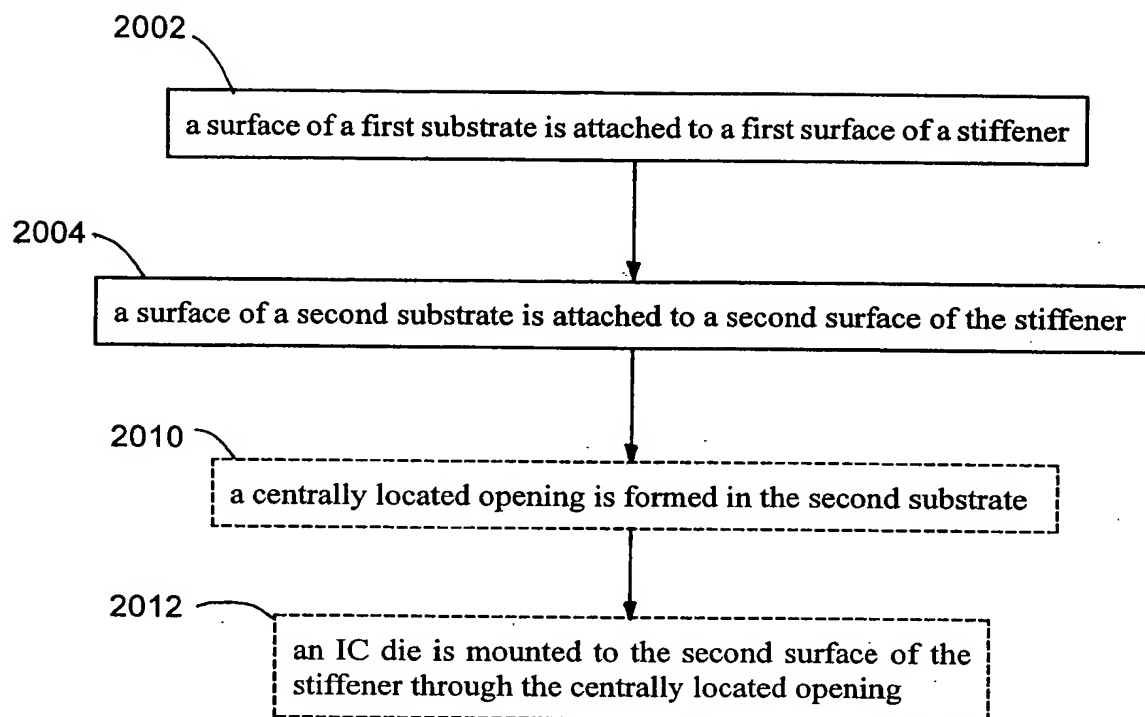 2002
a surface of a first substrate is attached to a first surface of a stiffener
2004
a surface of a second substrate is attached to a second surface of the stiffener
2010
a centrally located opening is formed in the second substrate
2012
an IC die is mounted to the second surface of the
stiffener through the centrally located opening